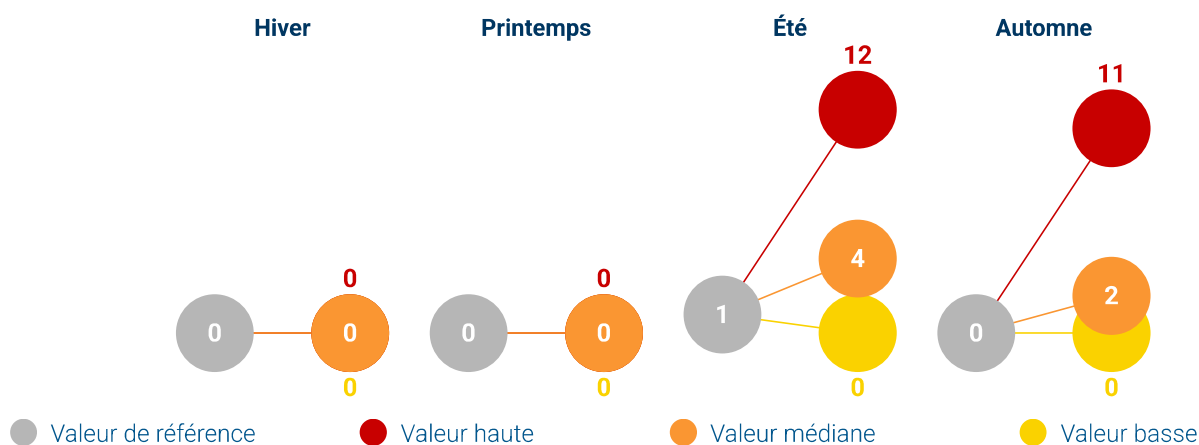 Hiver Printemps Été Automne
12
11
4
0 0 2
0 0 0 0 1 0
0 0 0 0
Valeur de référence Valeur haute Valeur médiane Valeur basse